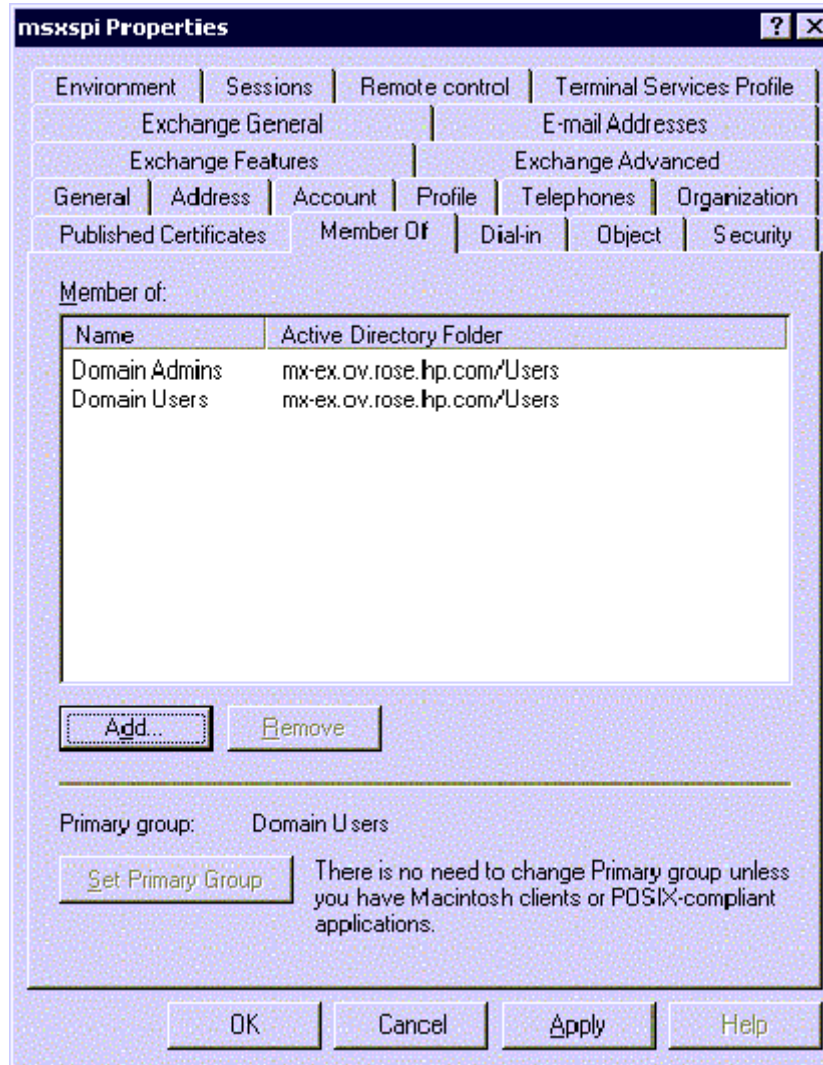 msxspi Properties
? X
Environment Sessions Remote control Terminal Services Profile
Exchange General E-mail Addresses
Exchange Features Exchange Advanced
General Address Account Profile Telephones Organization
Published Certificates Member Of Dial-in Object Security
Member of:
Name Active Directory Folder
Domain Admins mx-ex.ov.rose.hp.com/Users
Domain Users mx-ex.ov.rose.hp.com/Users
Add... Remove
Primary group: Domain Users
Set Primary Group
There is no need to change Primary group unless
you have Macintosh clients or POSIX-compliant
applications.
OK Cancel Apply Help